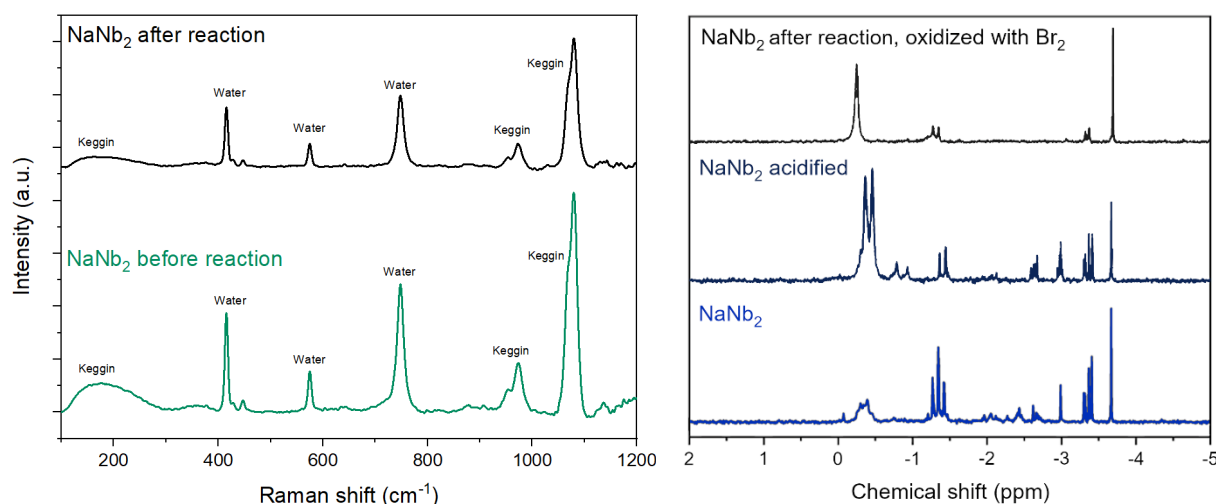 NaNb₂ after reaction
Water
Keggin
Water
Keggin
Water
Keggin
NaNb₂ before reaction
Keggin
Water
Water
Keggin
Water
Keggin
Intensity (a.u.)
200
400
600
800
1000
1200
Raman shift (cm⁻¹)
NaNb₂ after reaction, oxidized with Br₂
NaNb₂ acidified
NaNb₂
2
1
0
-1
-2
-3
-4
-5
Chemical shift (ppm)